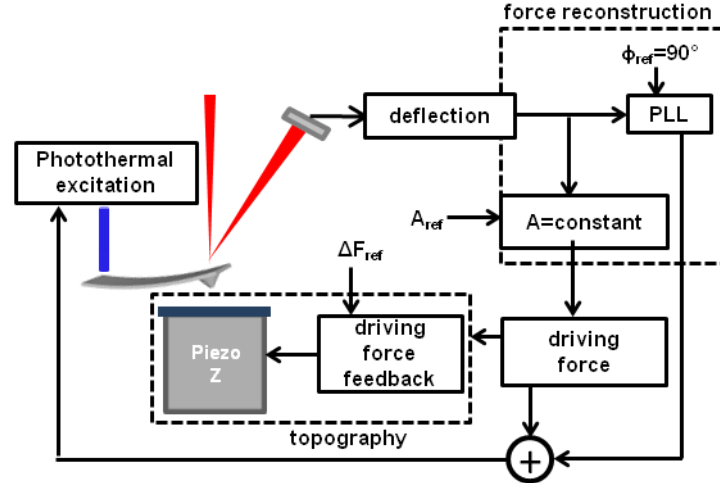 force reconstruction
ϕref=90°
deflection
PLL
Photothermal
excitation
Aref
A=constant
ΔFref
driving
force
feedback
driving
force
Piezo
Z
topography
+